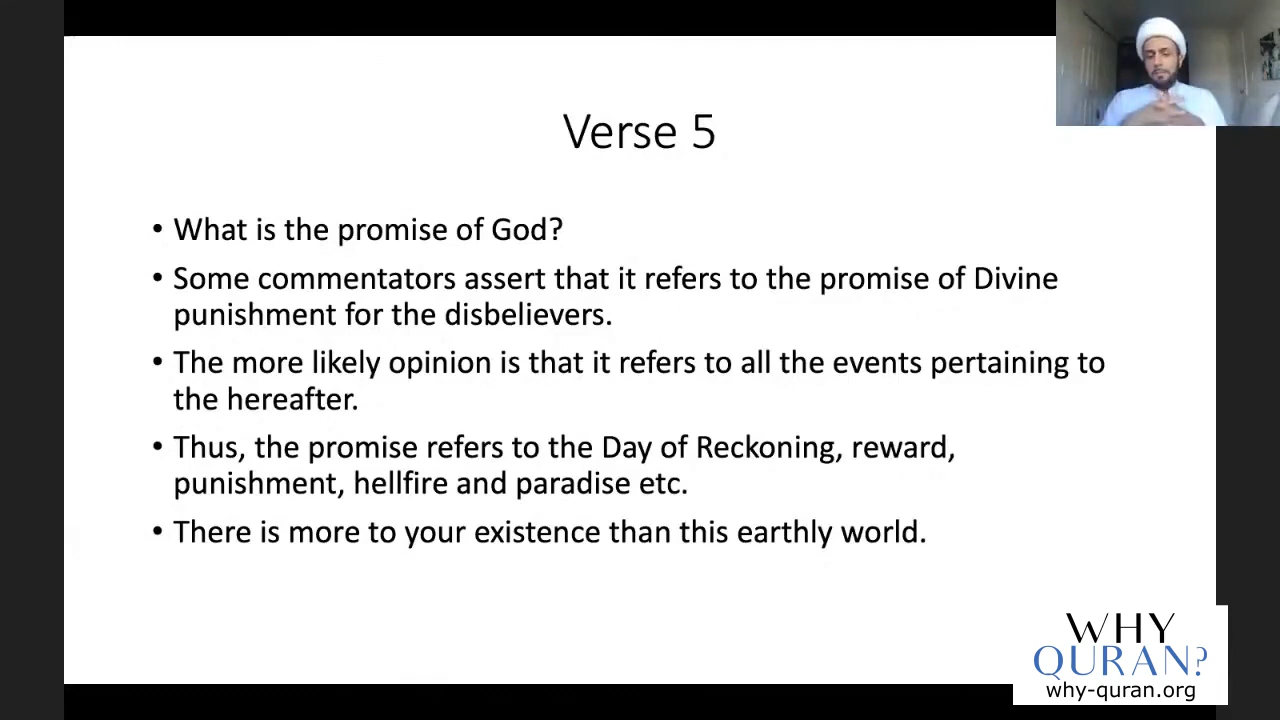 Verse 5
• What is the promise of God?
• Some commentators assert that it refers to the promise of Divine
punishment for the disbelievers.
• The more likely opinion is that it refers to all the events pertaining to
the hereafter.
• Thus, the promise refers to the Day of Reckoning, reward,
punishment, hellfire and paradise etc.
• There is more to your existence than this earthly world.
WHY
QURAN?
why-quran.org